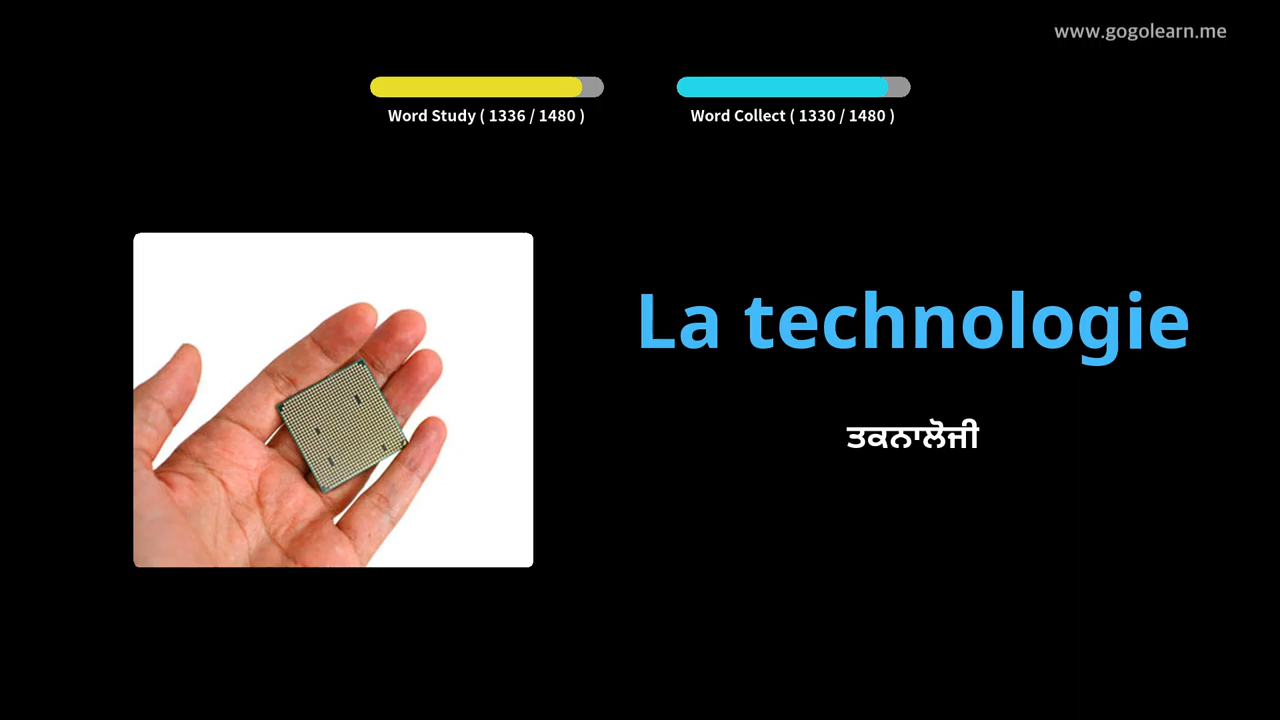 www.gogolearn.me
Word Study ( 1336 / 1480 )
Word Collect ( 1330 / 1480 )
La technologie
ਤਕਨਾਲੋਜੀ